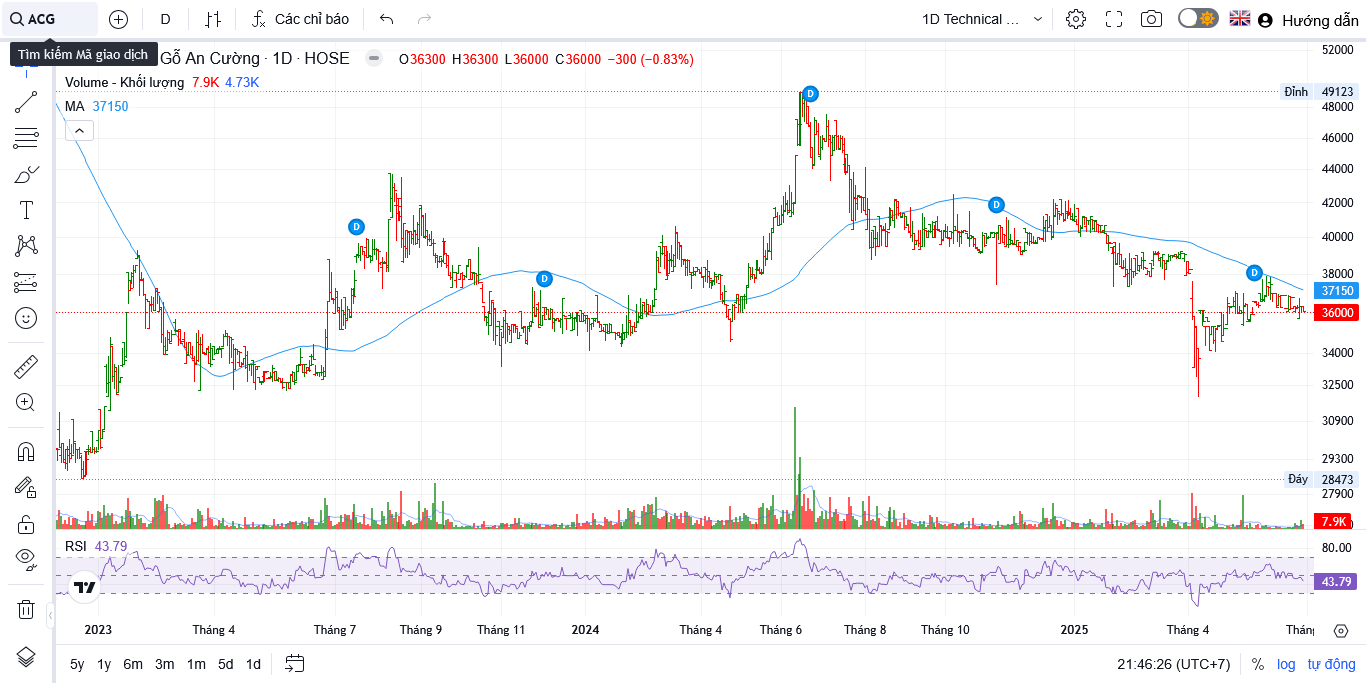 ACG
D
Các chỉ báo
1D Technical ...
Hướng dẫn
Tìm kiếm Mã giao dịch
Gỗ An Cường · 1D · HOSE
O36300 H36300 L36000 C36000 −300 (−0.83%)
Volume - Khối lượng 7.9K 4.73K
MA 37150
52000
Đỉnh 49123
48000
46000
44000
42000
40000
38000
37150
36000
34000
32500
30900
29300
Đáy 28473
27900
7.9K
D
D
D
D
D
RSI 43.79
80.00
43.79
2023
Tháng 4
Tháng 7
Tháng 9
Tháng 11
2024
Tháng 4
Tháng 6
Tháng 8
Tháng 10
2025
Tháng 4
Thán
5y 1y 6m 3m 1m 5d 1d
21:46:26 (UTC+7)
% log tự động